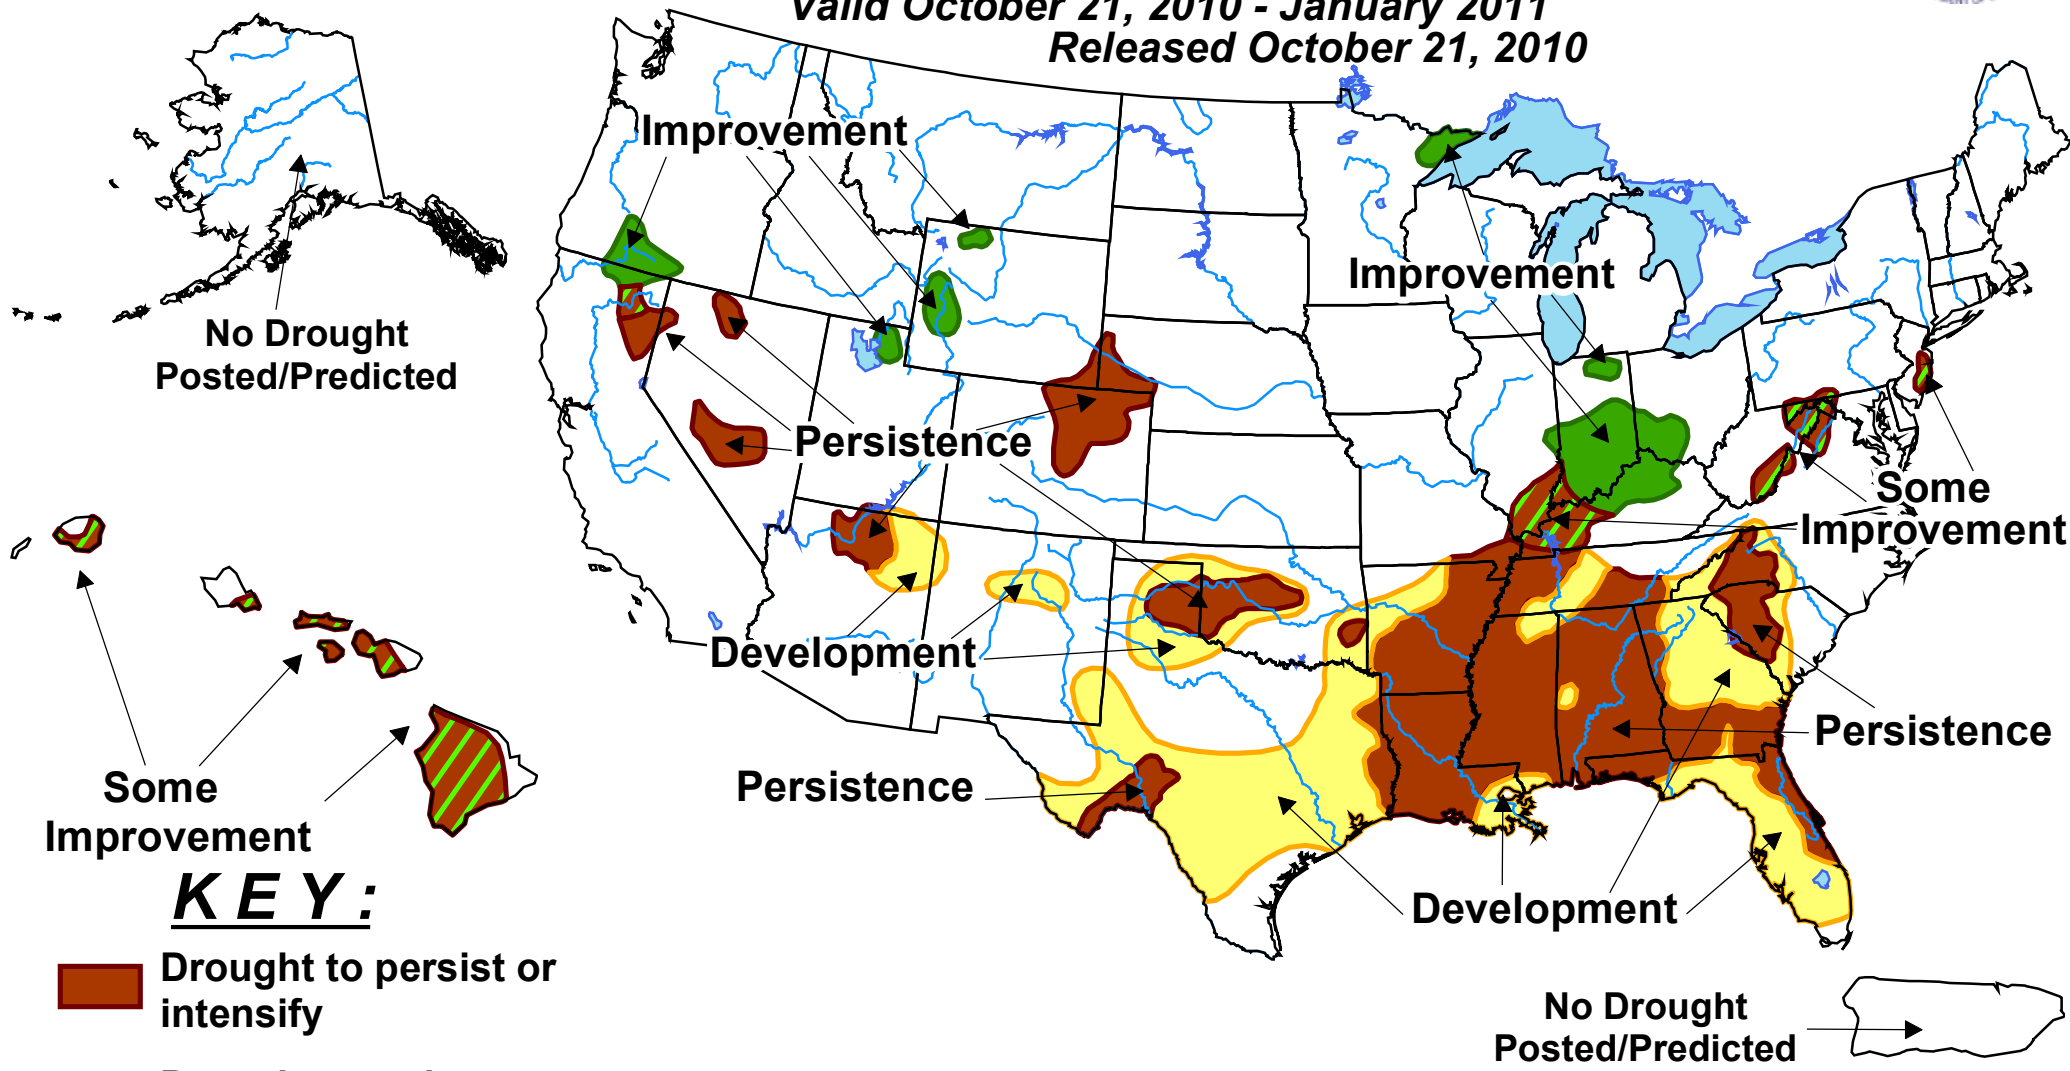 Valid October 21, 2010 - January 2011
Released October 21, 2010
Improvement
Improvement
No Drought
Posted/Predicted
Persistence
Some
Improvement
Development
Persistence
Persistence
Some
Improvement
Development
KEY:
Drought to persist or
intensify
No Drought
Posted/Predicted